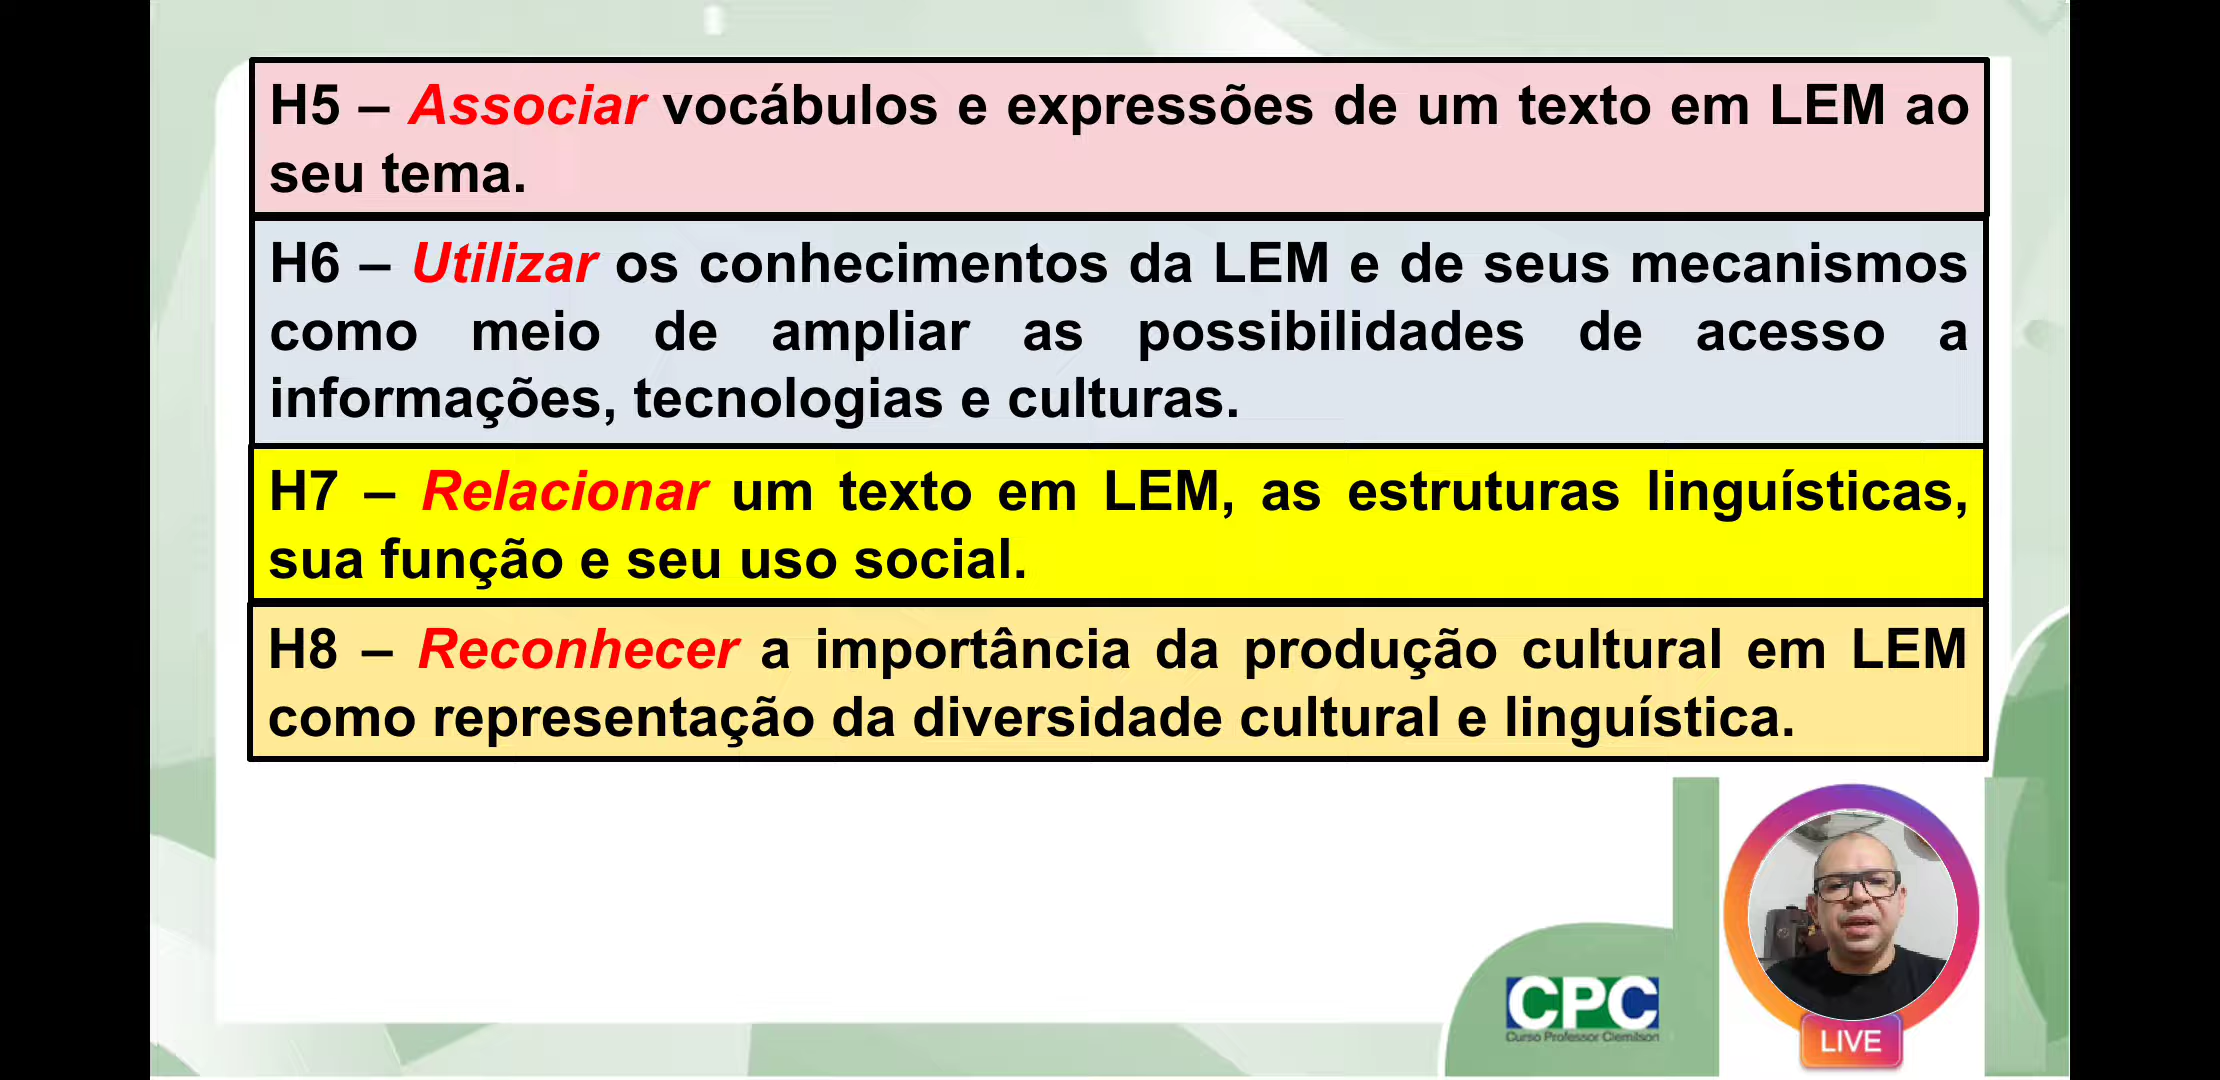 H5 – Associar vocábulos e expressões de um texto em LEM ao
seu tema.
H6 – Utilizar os conhecimentos da LEM e de seus mecanismos
como meio de ampliar as possibilidades de acesso a
informações, tecnologias e culturas.
H7 – Relacionar um texto em LEM, as estruturas linguísticas,
sua função e seu uso social.
H8 – Reconhecer a importância da produção cultural em LEM
como representação da diversidade cultural e linguística.
CPC
Curso Professor Clemilson
LIVE